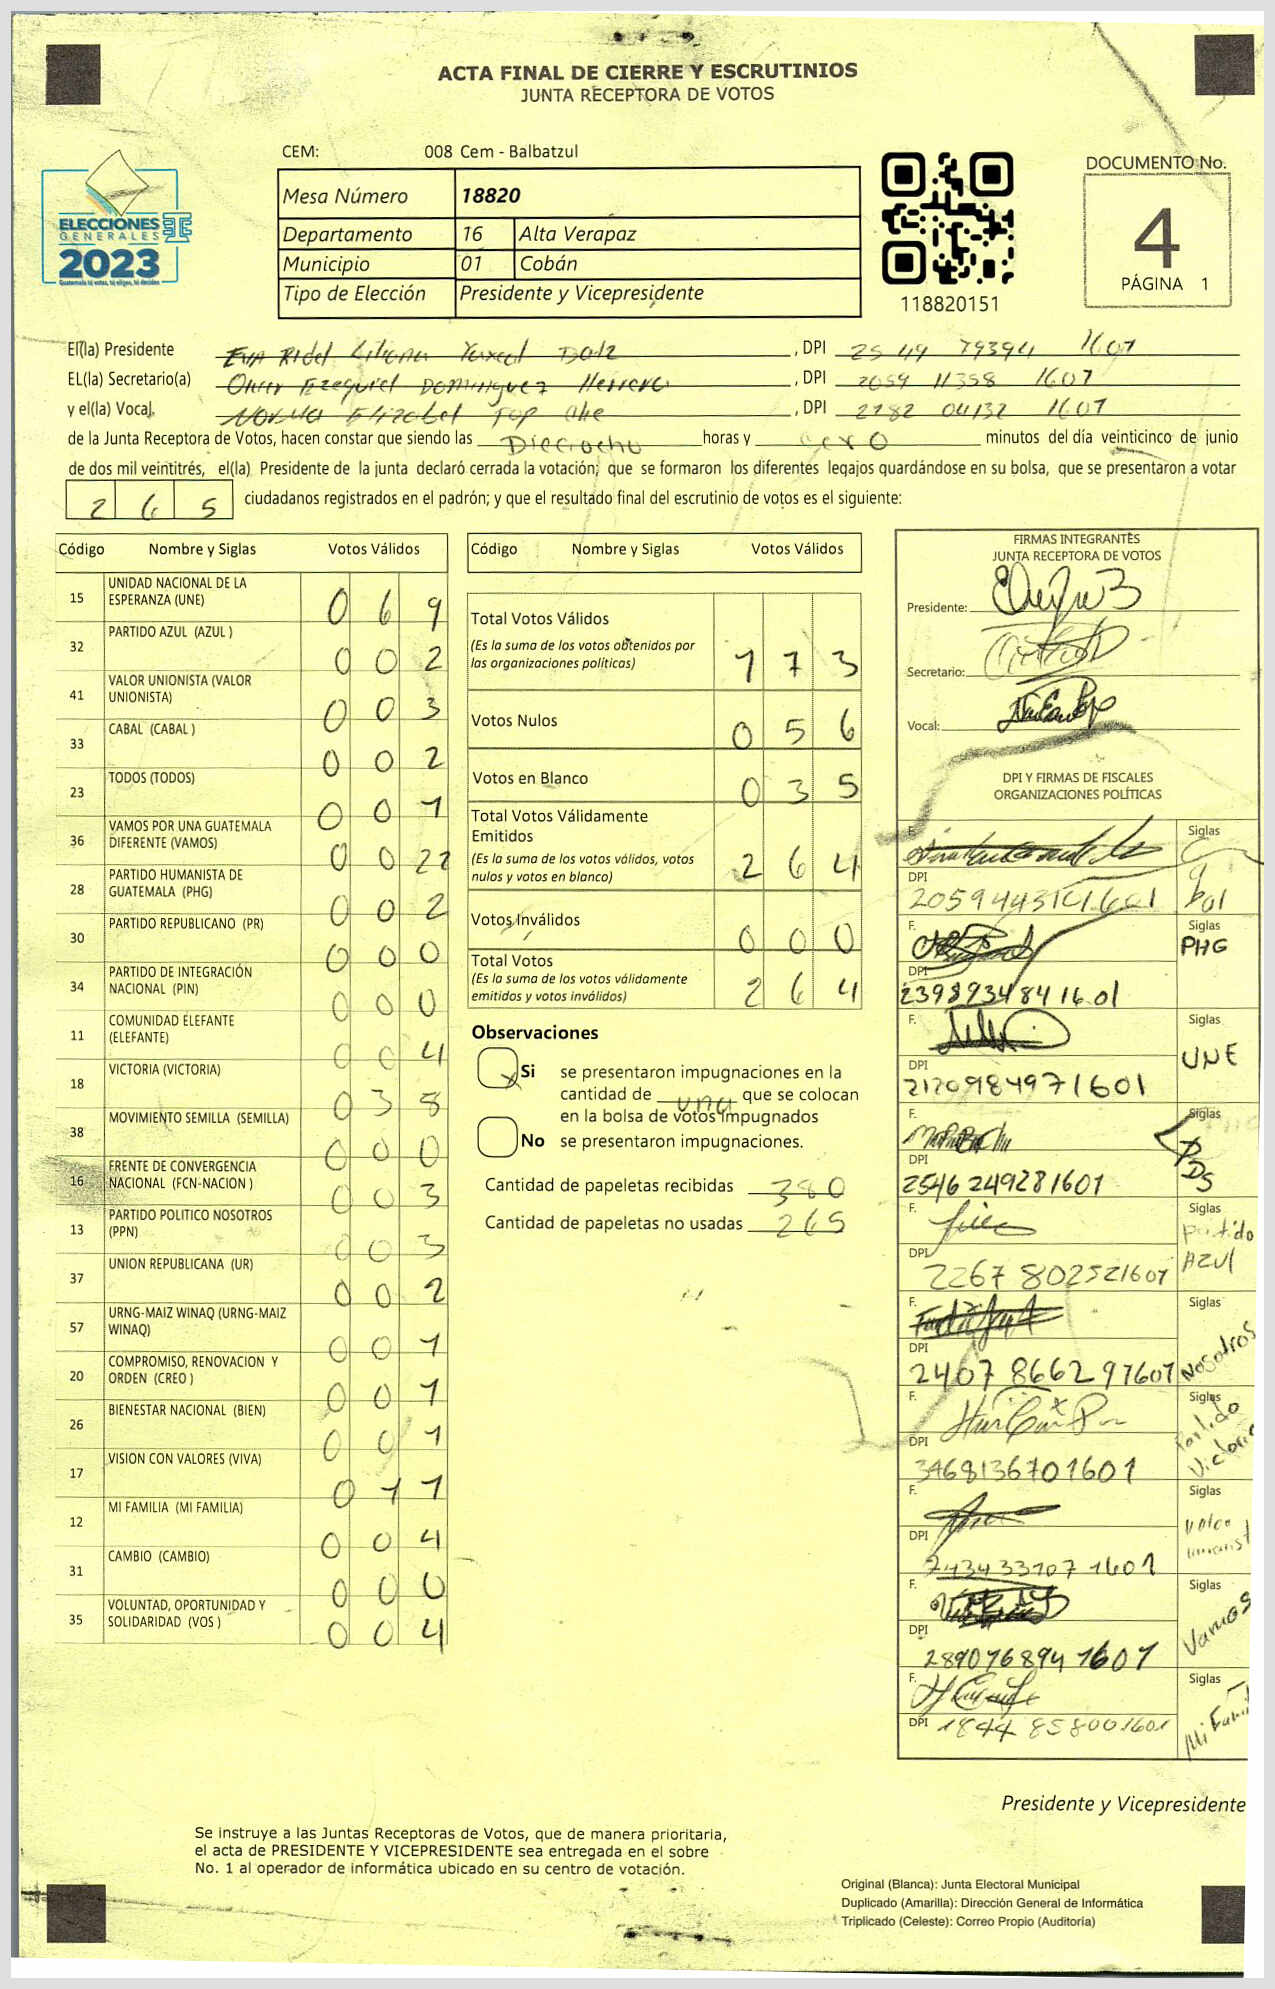 ACTA FINAL DE CIERRE Y ESCRUTINIOS
JUNTA RECEPTORA DE VOTOS
CEM: 008 Cem - Balbatzul
ELECCIONES
GENERALES
2023
Guatemala tú votas, tú eliges, tú decides
Mesa Número 18820
Departamento 16 Alta Verapaz
Municipio 01 Cobán
Tipo de Elección Presidente y Vicepresidente
118820151
DOCUMENTO No.
4
PÁGINA 1
El(la) Presidente Liliana , DPI 2549 79394 1607
EL(la) Secretario(a) Omar Ezequiel Dominguez Herrera , DPI 2059 11358 1607
y el(la) Vocal, Norma Elizabet , DPI 2782 04132 1607
de la Junta Receptora de Votos, hacen constar que siendo las Dieciocho horas y cero minutos del día veinticinco de junio
de dos mil veintitrés, el(la) Presidente de la junta declaró cerrada la votación; que se formaron los diferentes legajos quardándose en su bolsa, que se presentaron a votar
265 ciudadanos registrados en el padrón; y que el resultado final del escrutinio de votos es el siguiente:
Código Nombre y Siglas Votos Válidos
15 UNIDAD NACIONAL DE LA ESPERANZA (UNE) 0 6 9
32 PARTIDO AZUL (AZUL ) 0 0 2
41 VALOR UNIONISTA (VALOR UNIONISTA) 0 0 3
33 CABAL (CABAL ) 0 0 2
23 TODOS (TODOS) 0 0 1
36 VAMOS POR UNA GUATEMALA DIFERENTE (VAMOS) 0 0 22
28 PARTIDO HUMANISTA DE GUATEMALA (PHG) 0 0 2
30 PARTIDO REPUBLICANO (PR) 0 0 0
34 PARTIDO DE INTEGRACIÓN NACIONAL (PIN) 0 0 0
11 COMUNIDAD ELEFANTE (ELEFANTE) 0 0 4
18 VICTORIA (VICTORIA) 0 3 8
38 MOVIMIENTO SEMILLA (SEMILLA) 0 0 0
16 FRENTE DE CONVERGENCIA NACIONAL (FCN-NACION ) 0 0 3
13 PARTIDO POLITICO NOSOTROS (PPN) 0 0 3
37 UNION REPUBLICANA (UR) 0 0 2
57 URNG-MAIZ WINAQ (URNG-MAIZ WINAQ) 0 0 1
20 COMPROMISO, RENOVACION Y ORDEN (CREO ) 0 0 1
26 BIENESTAR NACIONAL (BIEN) 0 0 1
17 VISION CON VALORES (VIVA) 0 1 1
12 MI FAMILIA (MI FAMILIA) 0 0 4
31 CAMBIO (CAMBIO) 0 0 0
35 VOLUNTAD, OPORTUNIDAD Y SOLIDARIDAD (VOS ) 0 0 4
Código Nombre y Siglas Votos Válidos
Total Votos Válidos
(Es la suma de los votos obtenidos por
las organizaciones políticas) 1 7 3
Votos Nulos 0 5 6
Votos en Blanco 0 3 5
Total Votos Válidamente
Emitidos
(Es la suma de los votos válidos, votos
nulos y votos en blanco) 2 6 4
Votos Inválidos 0 0 0
Total Votos
(Es la suma de los votos válidamente
emitidos y votos inválidos) 2 6 4
Observaciones
x Si se presentaron impugnaciones en la
cantidad de una que se colocan
en la bolsa de votos impugnados
No se presentaron impugnaciones.
Cantidad de papeletas recibidas 380
Cantidad de papeletas no usadas 265
FIRMAS INTEGRANTES
JUNTA RECEPTORA DE VOTOS
Presidente:
Secretario:
Vocal:
DPI Y FIRMAS DE FISCALES
ORGANIZACIONES POLÍTICAS
F. Siglas
DPI 2059443101601
F. Siglas PHG
DPI 2398934841601
F. Siglas UNE
DPI 2120984971601
F. Siglas
DPI 2546249281601
F. Siglas Partido Azul
DPI 2267 802521607
F. Siglas Nosotros
DPI 2407 8662 97607
F. Siglas Partido Victoria
DPI 3468136701601
F. Siglas
DPI 243433107 1601
F. Siglas Vamos
DPI 289076894 1607
F. Siglas Mi Famil
DPI 1844 858001601
Presidente y Vicepresidente
Se instruye a las Juntas Receptoras de Votos, que de manera prioritaria,
el acta de PRESIDENTE Y VICEPRESIDENTE sea entregada en el sobre
No. 1 al operador de informática ubicado en su centro de votación.
Original (Blanca): Junta Electoral Municipal
Duplicado (Amarilla): Dirección General de Informática
Triplicado (Celeste): Correo Propio (Auditoría)